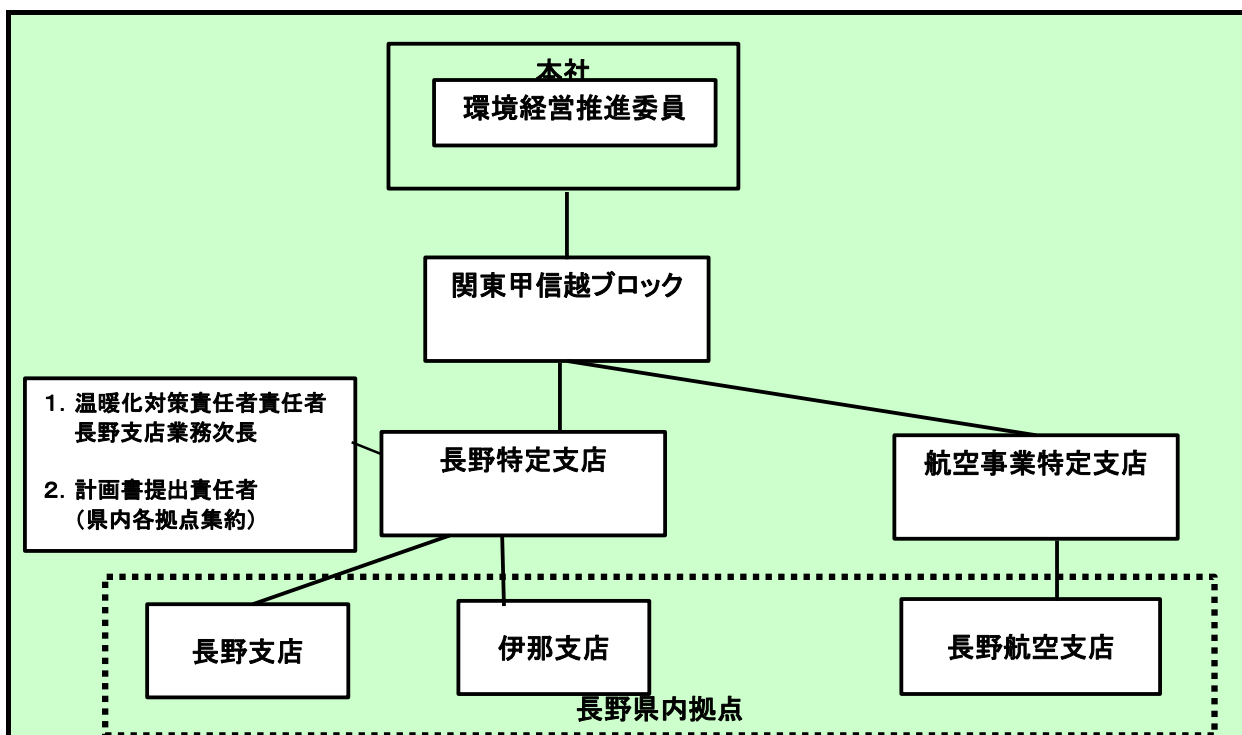 本社
環境経営推進委員
関東甲信越ブロック
1. 温暖化対策責任者責任者
長野支店業務次長
2. 計画書提出責任者
（県内各拠点集約）
長野特定支店
航空事業特定支店
長野支店
伊那支店
長野航空支店
長野県内拠点